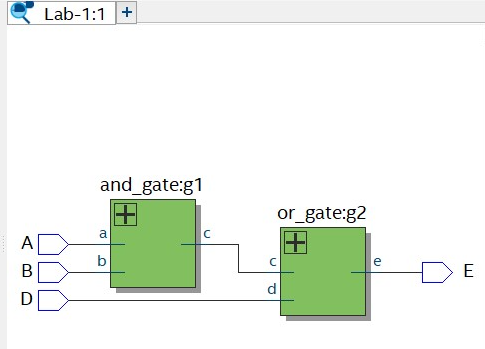 Lab-1:1 +
and_gate:g1
or_gate:g2
A a c
B b c e E
D d